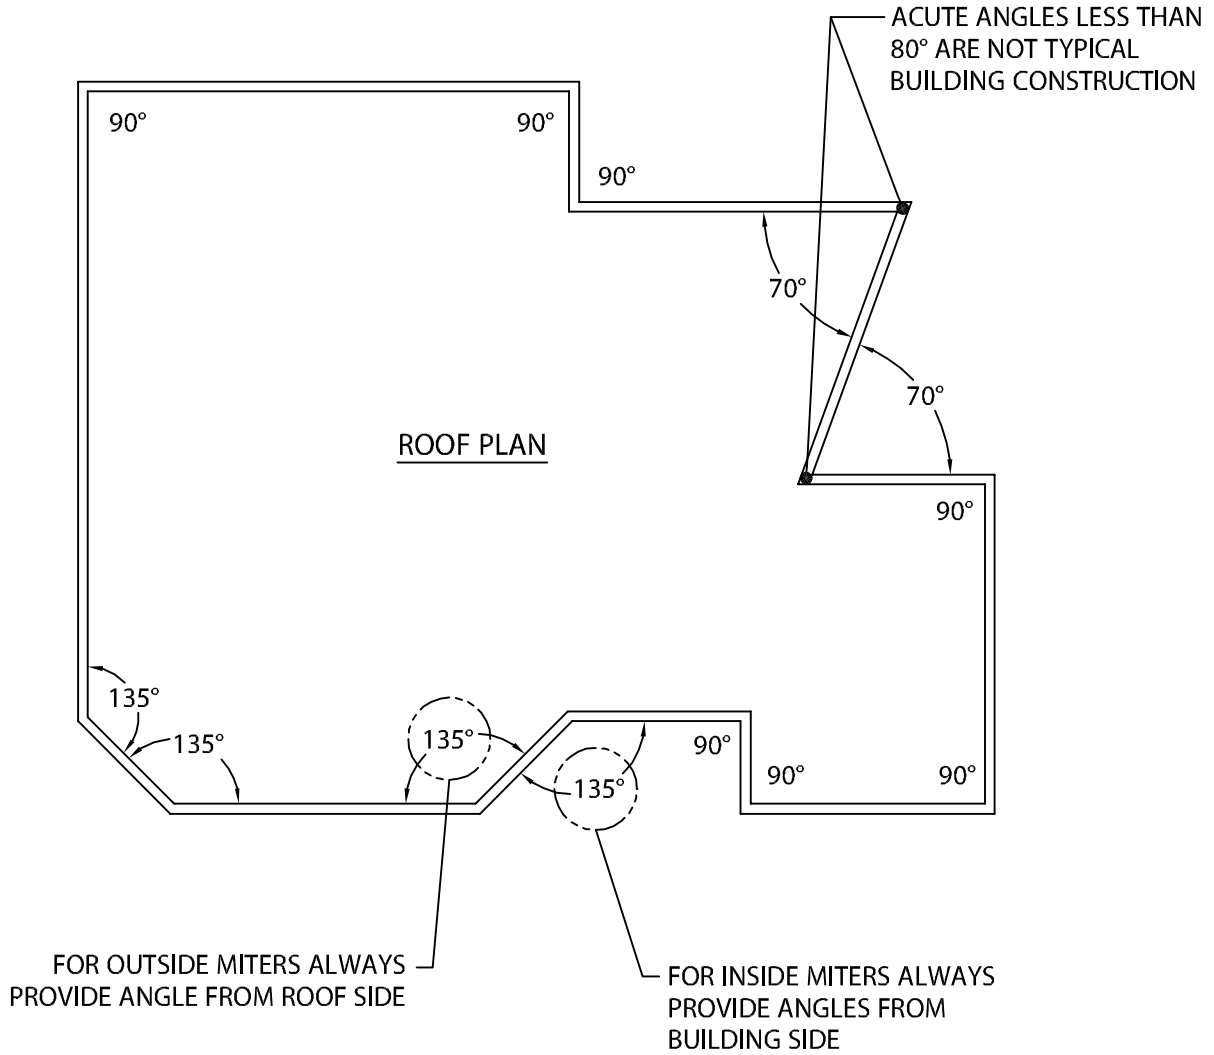 ACUTE ANGLES LESS THAN
80° ARE NOT TYPICAL
BUILDING CONSTRUCTION
90°
90°
90°
70°
70°
ROOF PLAN
90°
135°
135°
135°
90°
135°
90°
90°
FOR OUTSIDE MITERS ALWAYS
PROVIDE ANGLE FROM ROOF SIDE
FOR INSIDE MITERS ALWAYS
PROVIDE ANGLES FROM
BUILDING SIDE